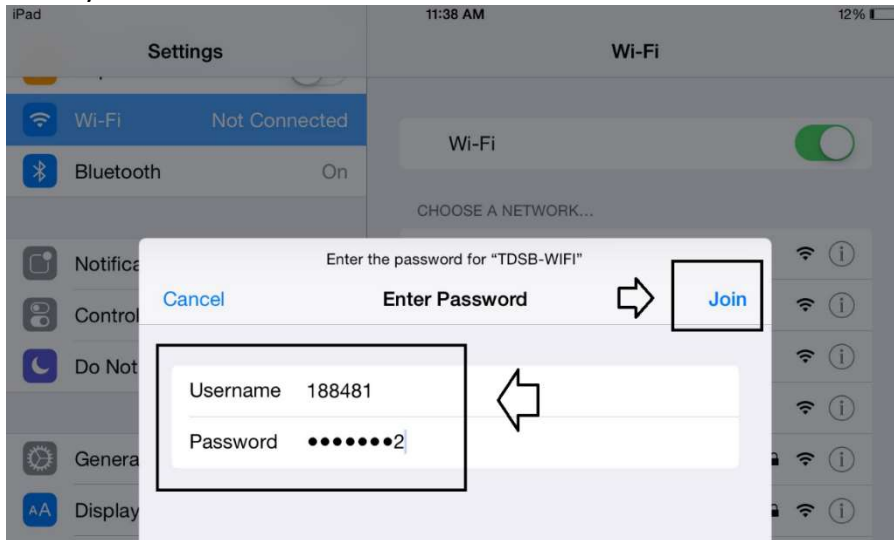 iPad 11:38 AM 12%
Settings Wi-Fi
Wi-Fi Not Connected
Wi-Fi
Bluetooth On
CHOOSE A NETWORK...
Enter the password for “TDSB-WIFI”
Notifica
Cancel Enter Password Join
Control
Do Not
Username 188481
Password •••••••2
Genera
AA Display